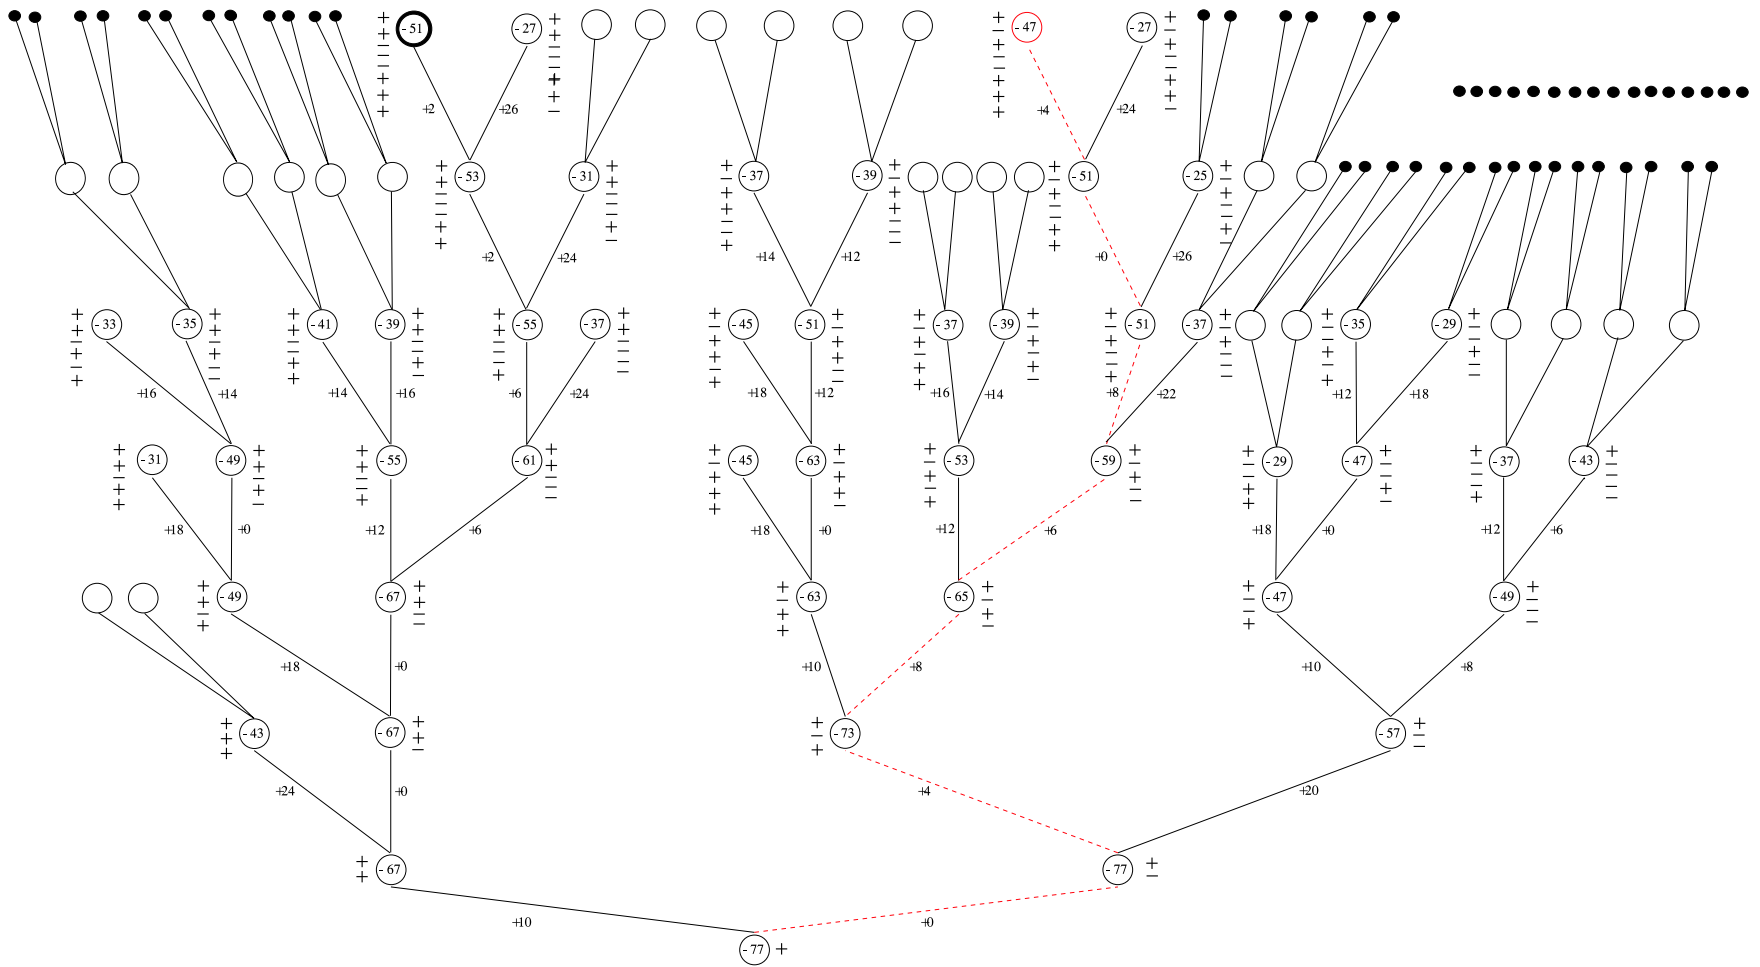 ++−−−+++ -51 -27 ++−−−++− +−+−−+++ -47 -27 +−+−−++−
+2 +26 +4 +24
++−−−++ -53 -31 ++−−−+− +−++−−+ -37 -39 +−++−−− +−+−−++ -51 -25 +−+−−+−
+2 +24 +14 +12 +0 +26
++−+−+ -33 -35 ++−+−− ++−−++ -41 -39 ++−−+− ++−−−+ -55 -37 ++−−−− +−++−+ -45 -51 +−++−− +−+−++ -37 -39 +−+−+− +−+−−+ -51 -37 +−+−−− +−−+−+ -35 -29 +−−+−−
+16 +14 +14 +16 +6 +24 +18 +12 +16 +14 +8 +22 +12 +18
++−++ -31 -49 ++−+− ++−−+ -55 -61 ++−−− +−+++ -45 -63 +−++− +−+−+ -53 -59 +−+−− +−−++ -29 -47 +−−+− +−−−+ -37 -43 +−−−−
+18 +0 +12 +6 +18 +0 +12 +6 +18 +0 +12 +6
++−+ -49 -67 ++−− +−++ -63 -65 +−+− +−−+ -47 -49 +−−−
+18 +0 +10 +8 +10 +8
+++ -43 -67 ++− +−+ -73 -57 +−−
+24 +0 +4 +20
++ -67 -77 +−
+10 +0
-77 +